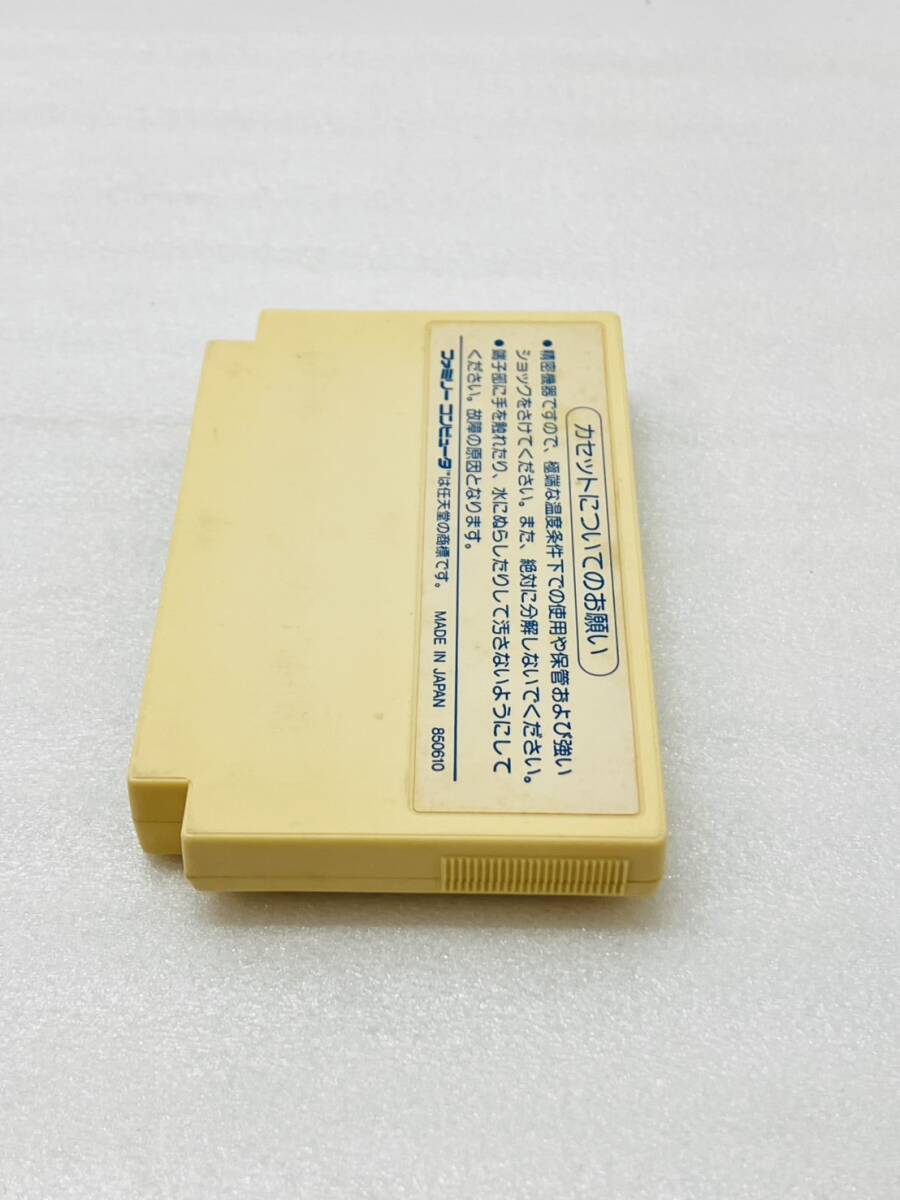 カセットについてのお願い
●精密機器ですので、極端な温度条件下での使用や保管および強い
ショックをさけてください。また、絶対に分解しないでください。
●端子部に手を触れたり、水にぬらしたりして汚さないようにして
ください。故障の原因となります。
ファミリーコンピュータ™は任天堂の商標です。 MADE IN JAPAN 850610